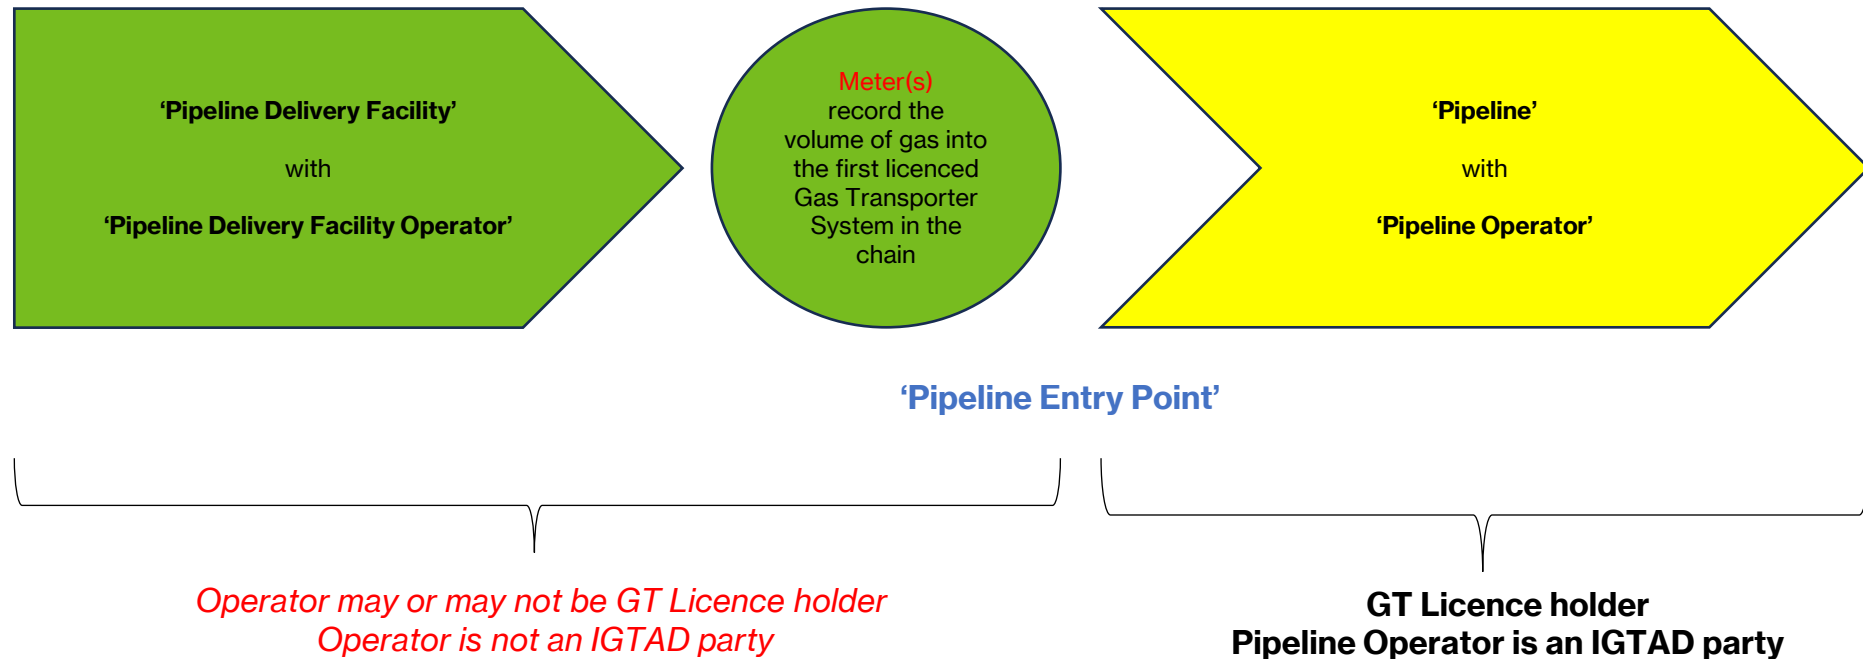 ‘Pipeline Delivery Facility’
with
‘Pipeline Delivery Facility Operator’
Meter(s)
record the
volume of gas into
the first licenced
Gas Transporter
System in the
chain
‘Pipeline’
with
‘Pipeline Operator’
‘Pipeline Entry Point’
Operator may or may not be GT Licence holder
Operator is not an IGTAD party
GT Licence holder
Pipeline Operator is an IGTAD party